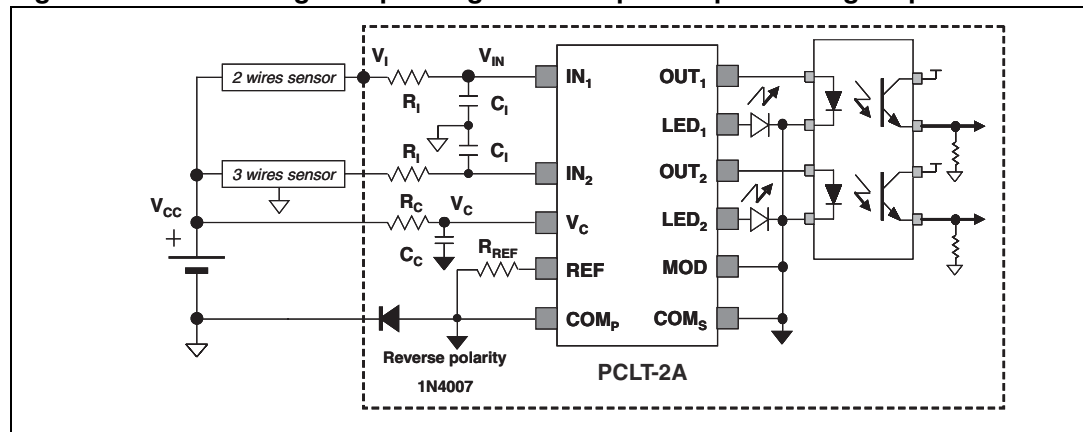 V_I
V_IN
2 wires sensor
R_I
C_I
IN_1
OUT_1
LED_1
R_I
C_I
3 wires sensor
IN_2
OUT_2
V_CC
+
R_C
V_C
C_C
V_C
LED_2
R_REF
REF
MOD
COM_P
COM_S
Reverse polarity
1N4007
PCLT-2A